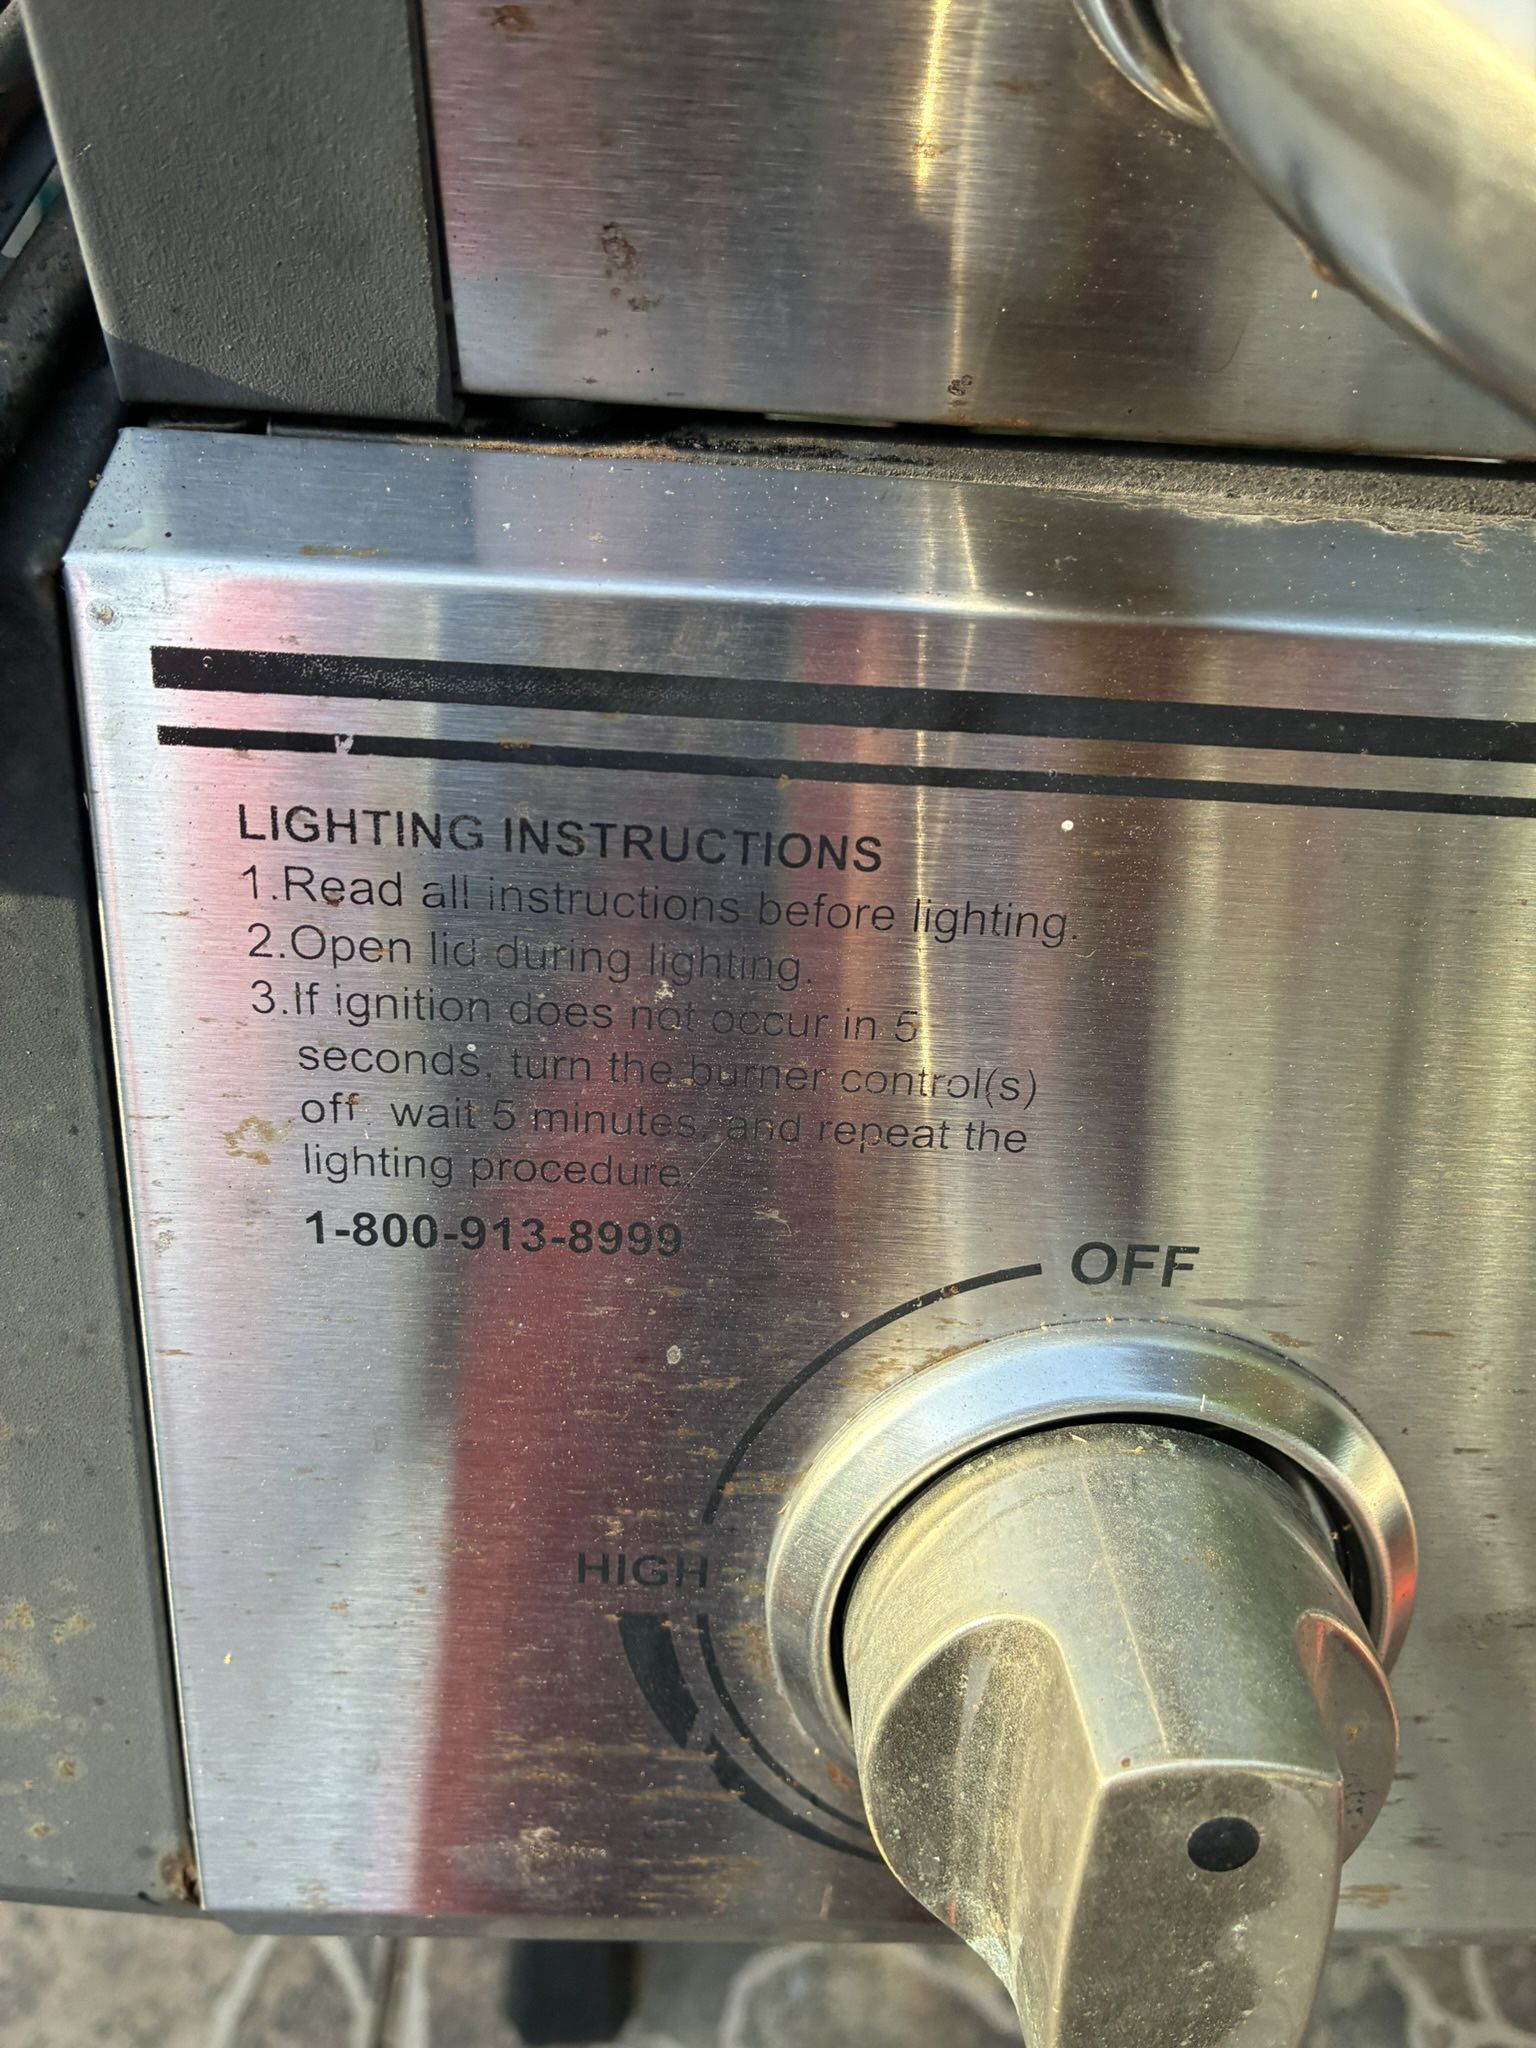 LIGHTING INSTRUCTIONS
1.Read all instructions before lighting.
2.Open lid during lighting.
3.If ignition does not occur in 5
seconds, turn the burner control(s)
off, wait 5 minutes, and repeat the
lighting procedure.
1-800-913-8999
OFF
HIGH